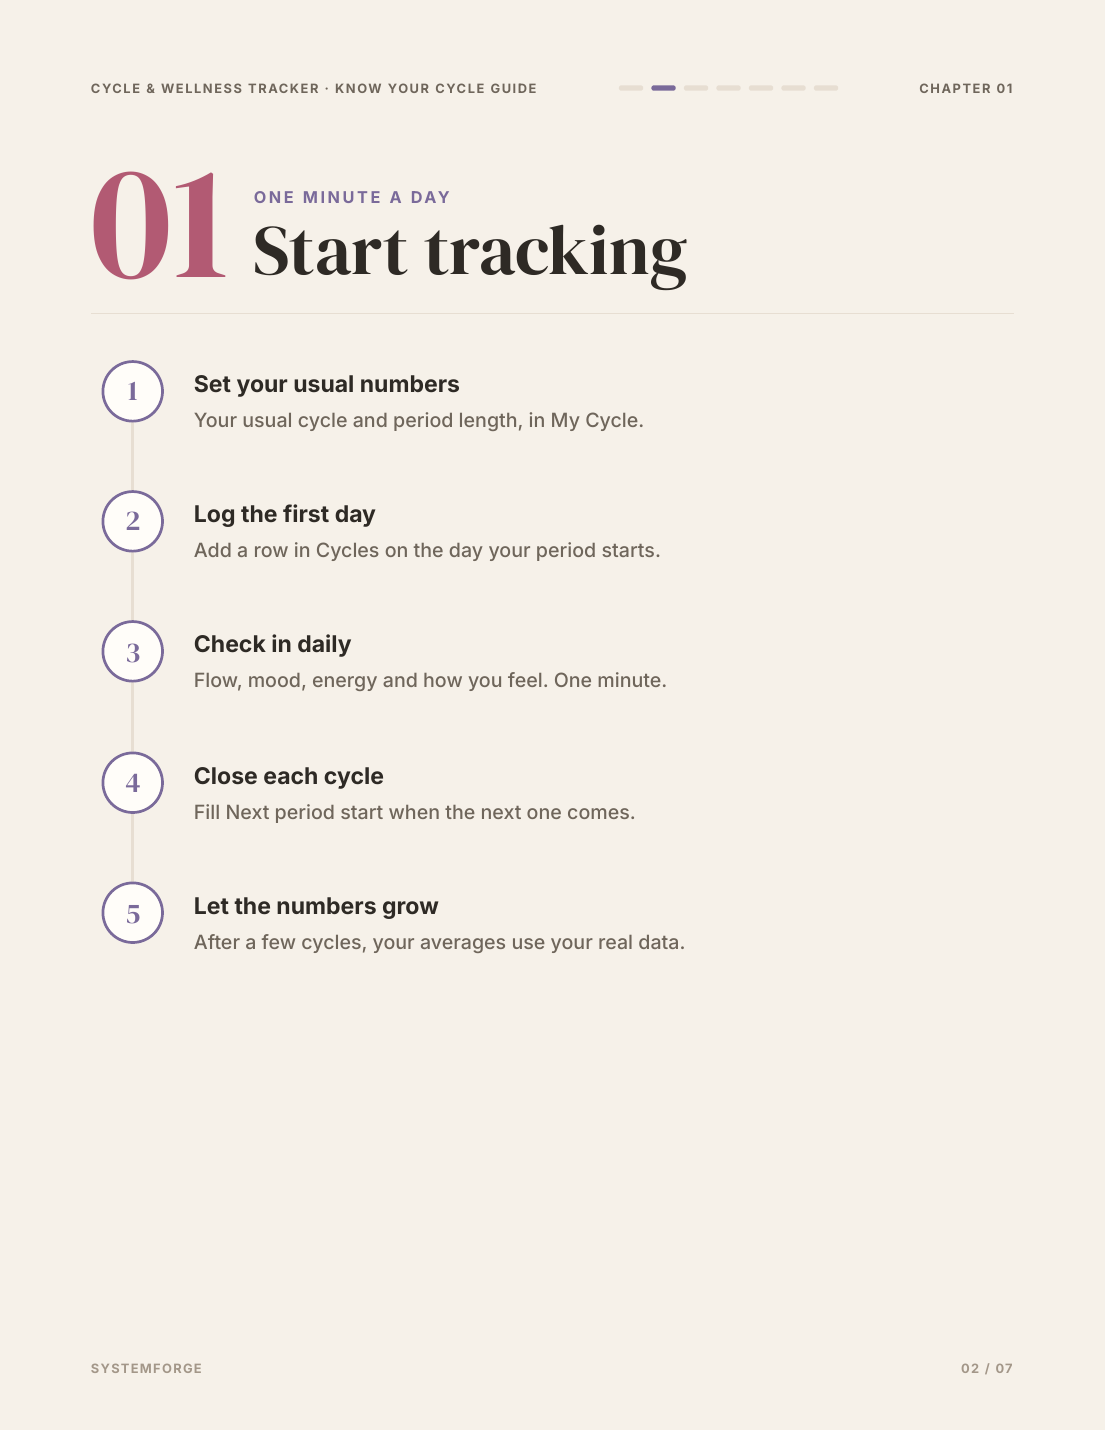 CYCLE & WELLNESS TRACKER · KNOW YOUR CYCLE GUIDE
CHAPTER 01
01
ONE MINUTE A DAY
Start tracking
1
Set your usual numbers
Your usual cycle and period length, in My Cycle.
2
Log the first day
Add a row in Cycles on the day your period starts.
3
Check in daily
Flow, mood, energy and how you feel. One minute.
4
Close each cycle
Fill Next period start when the next one comes.
5
Let the numbers grow
After a few cycles, your averages use your real data.
SYSTEMFORGE
02 / 07